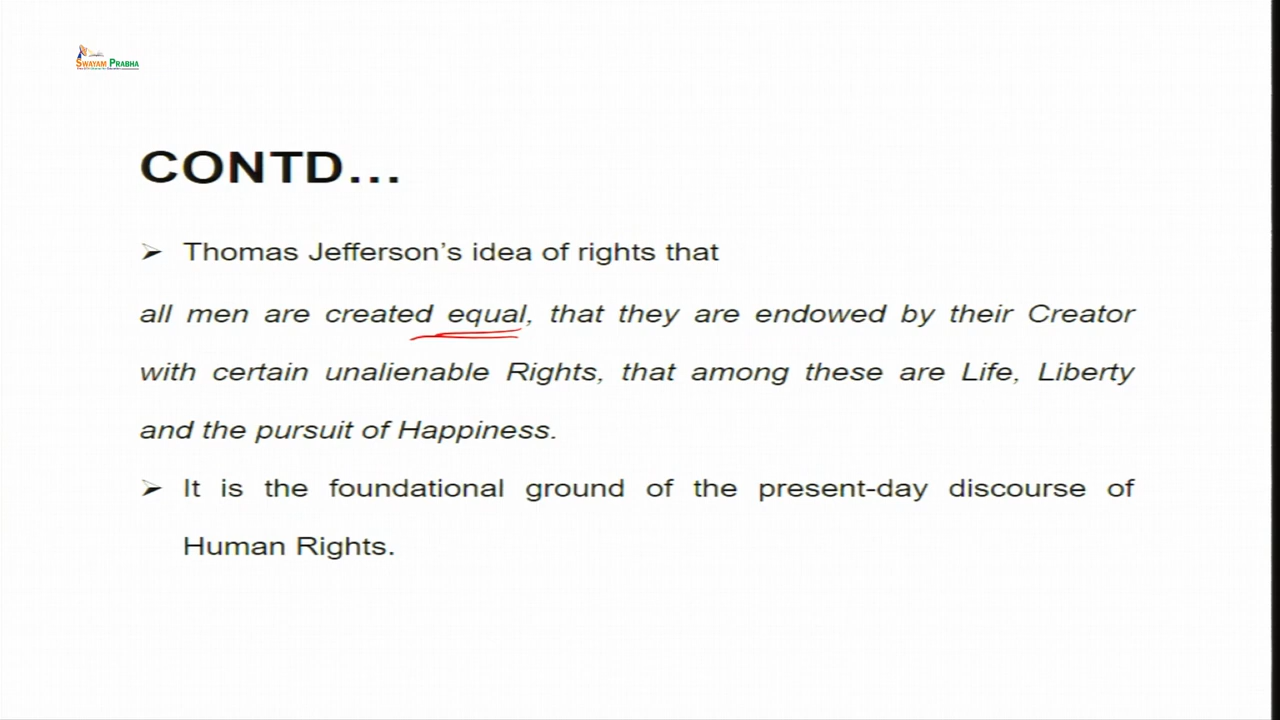 SWAYAM PRABHA
CONTD...
➢ Thomas Jefferson’s idea of rights that
all men are created equal, that they are endowed by their Creator
with certain unalienable Rights, that among these are Life, Liberty
and the pursuit of Happiness.
➢ It is the foundational ground of the present-day discourse of
Human Rights.